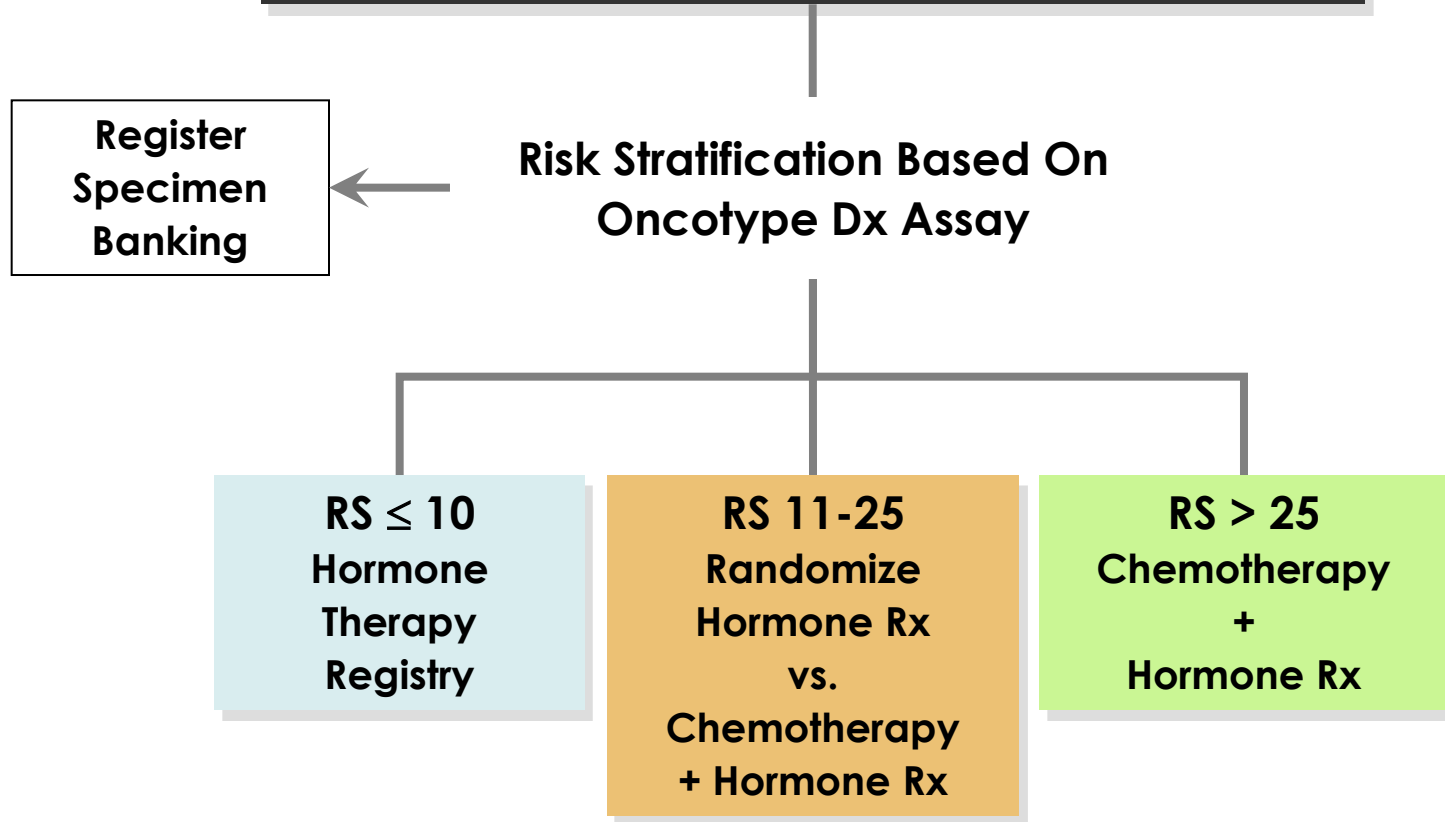 Register
Specimen
Banking
Risk Stratification Based On
Oncotype Dx Assay
RS ≤ 10
Hormone
Therapy
Registry
RS 11-25
Randomize
Hormone Rx
vs.
Chemotherapy
+ Hormone Rx
RS > 25
Chemotherapy
+
Hormone Rx